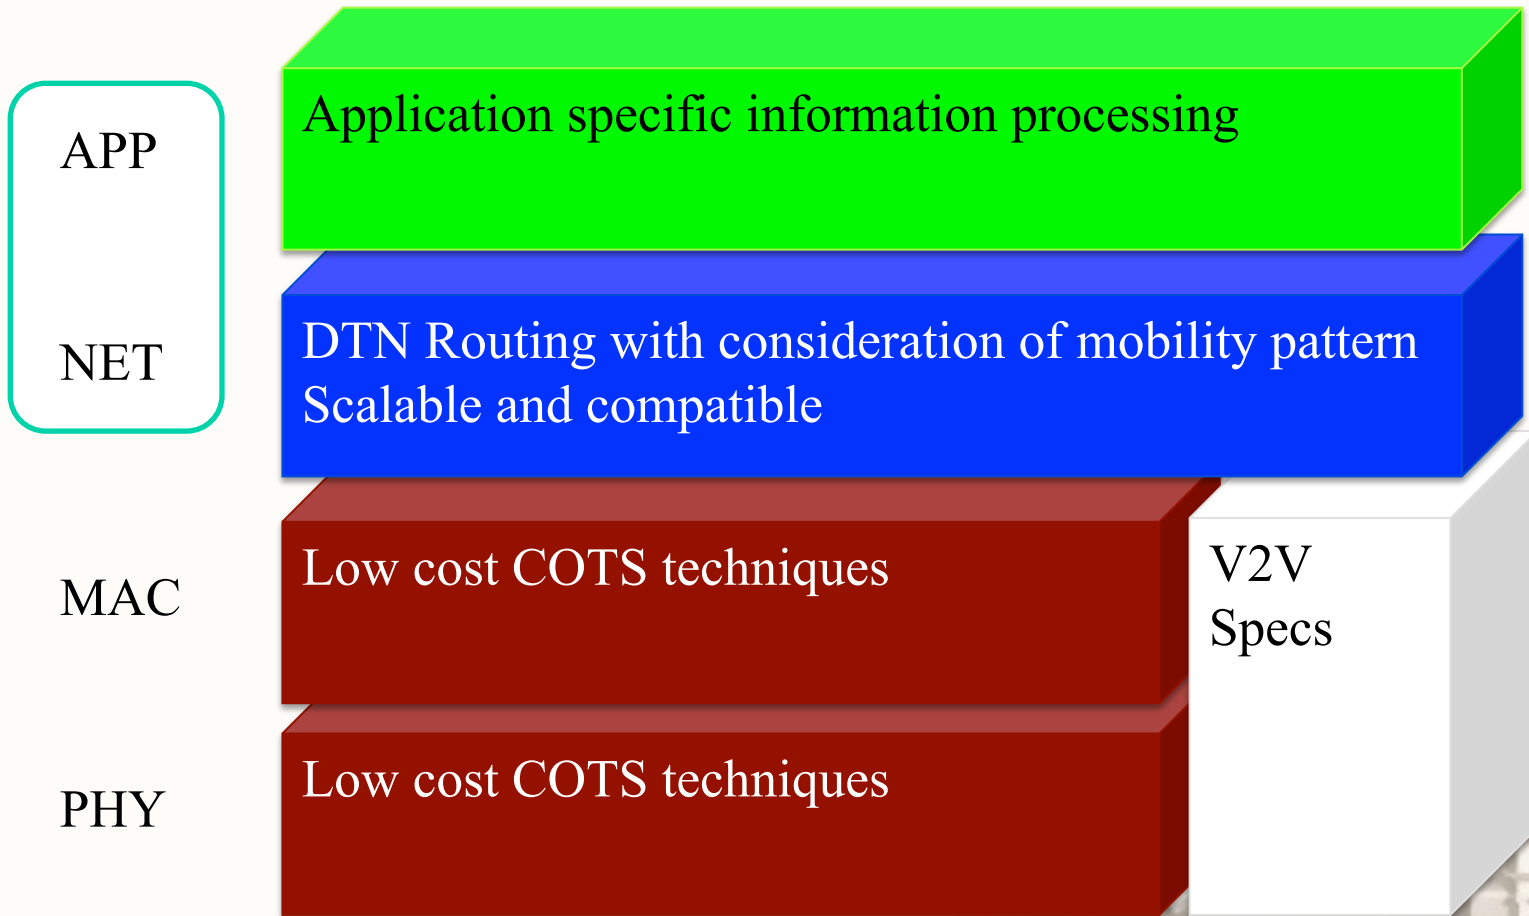 APP
Application specific information processing
NET
DTN Routing with consideration of mobility pattern
Scalable and compatible
MAC
Low cost COTS techniques
V2V
Specs
PHY
Low cost COTS techniques